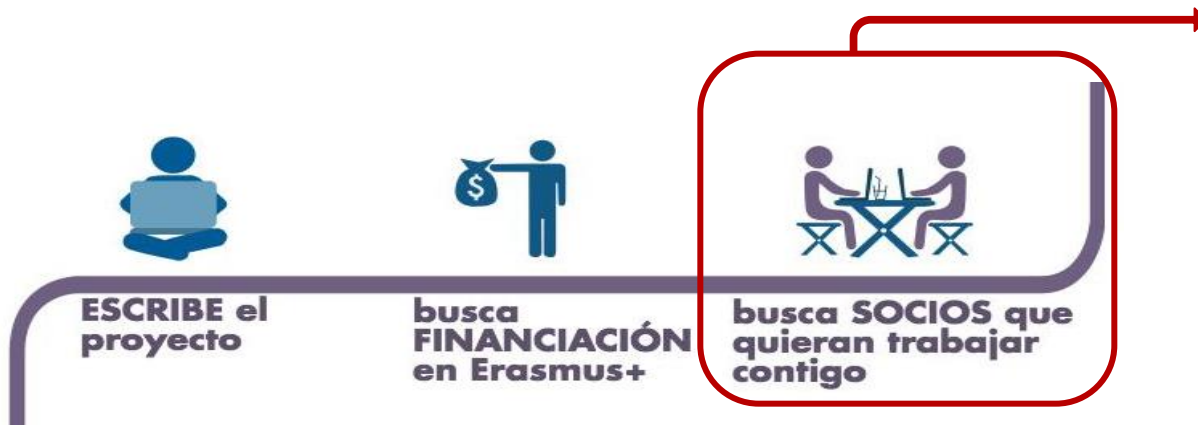 $
ESCRIBE el
proyecto
busca
FINANCIACIÓN
en Erasmus+
busca SOCIOS que
quieran trabajar
contigo